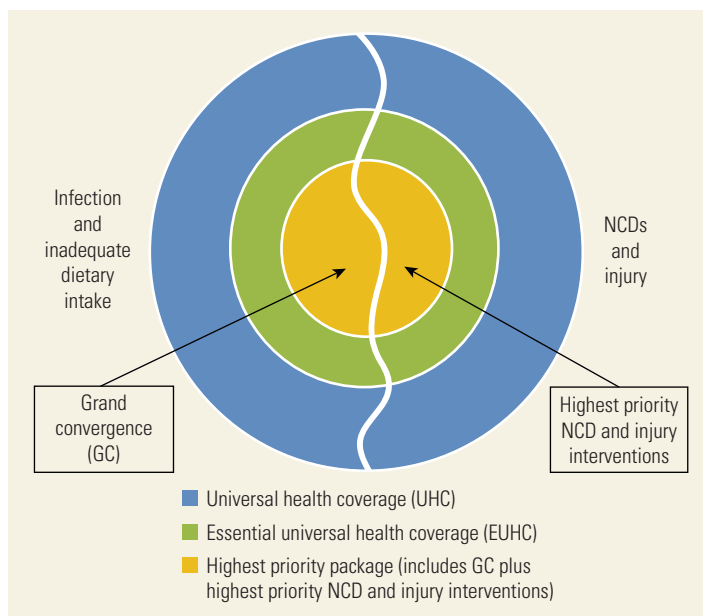 Infection
and
inadequate
dietary
intake
NCDs
and
injury
Grand
convergence
(GC)
Highest priority
NCD and injury
interventions
Universal health coverage (UHC)
Essential universal health coverage (EUHC)
Highest priority package (includes GC plus
highest priority NCD and injury interventions)